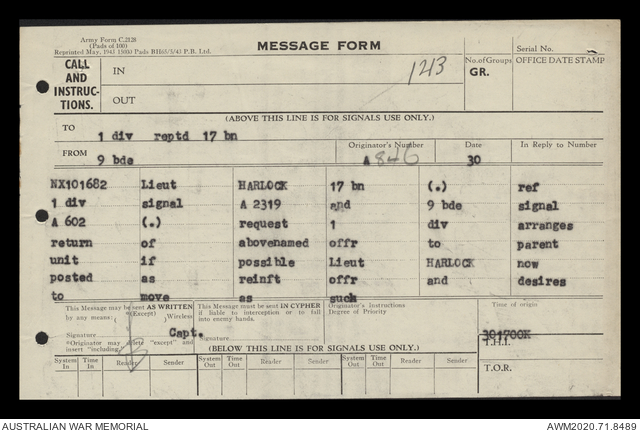 Army Form C.2128
(Pads of 100)
Reprinted May, 1943
MESSAGE FORM
Serial No.
CALL AND INSTRUC-TIONS.
IN
1213
No. of Groups
GR.
OFFICE DATE STAMP
OUT
(ABOVE THIS LINE IS FOR SIGNALS USE ONLY.)
TO
1 div reptd 17 bn
FROM
9 bde
Originator's Number
A 846
Date
30
In Reply to Number
NX101682 Lieut HARLOCK 17 bn (.) ref
1 div signal A 2319 and 9 bde signal
A 602 (.) request 1 div arranges
return of abovenamed offr to parent
unit if possible Lieut HARLOCK now
posted as reinft offr and desires
to move as such
This Message may be sent AS WRITTEN
by any means: (Except) Wireless
Signature Capt.
*Originator may delete "except" and
insert "including."
This Message must be sent IN CYPHER
if liable to interception or to fall
into enemy hands.
Signature
Originator's Instructions
Degree of Priority
Time of origin
301700K
T.H.I.
T.O.R.
(BELOW THIS LINE IS FOR SIGNALS USE ONLY.)
System In Time In Reader Sender System Out Time Out Reader Sender System Out Time Out Reader Sender
AUSTRALIAN WAR MEMORIAL
AWM2020.71.8489